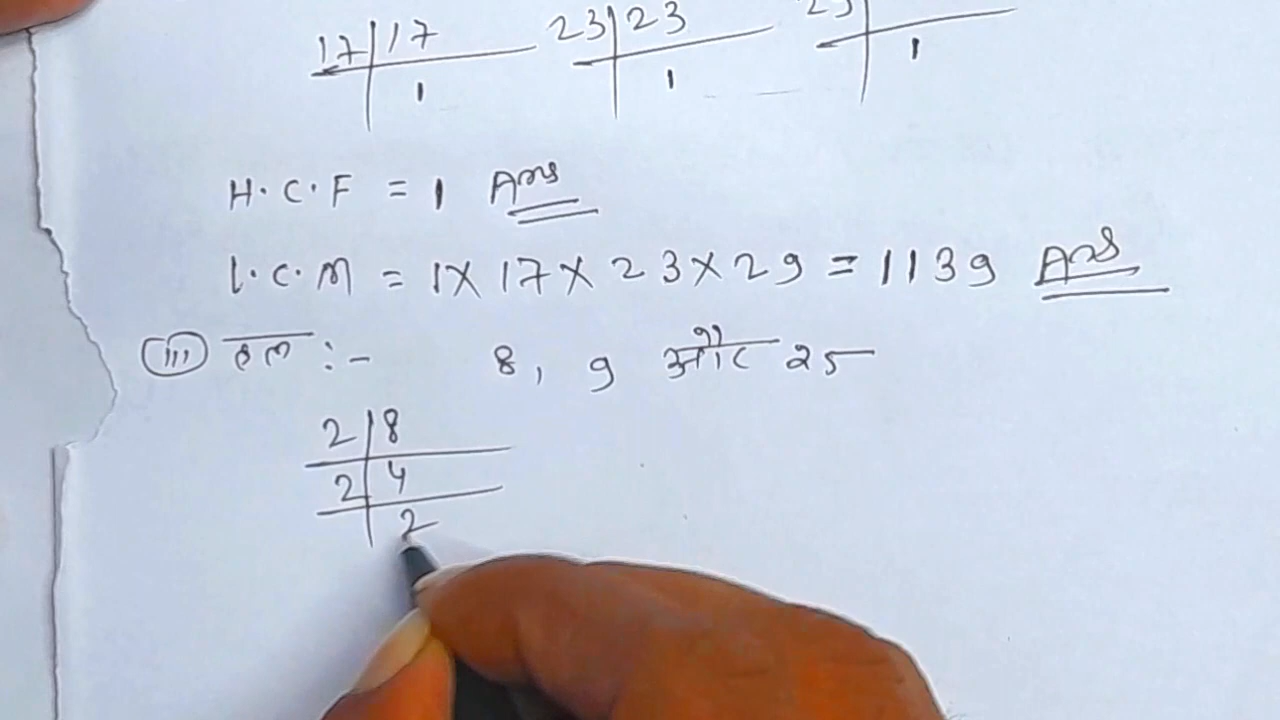 17 | 17 23 | 23
1 1 1
H.C.F = 1 Ans
L.C.M = 1 × 17 × 23 × 29 = 1139 Ans
(iii) हल :- 8, 9 और 25
2 | 8
2 | 4
2